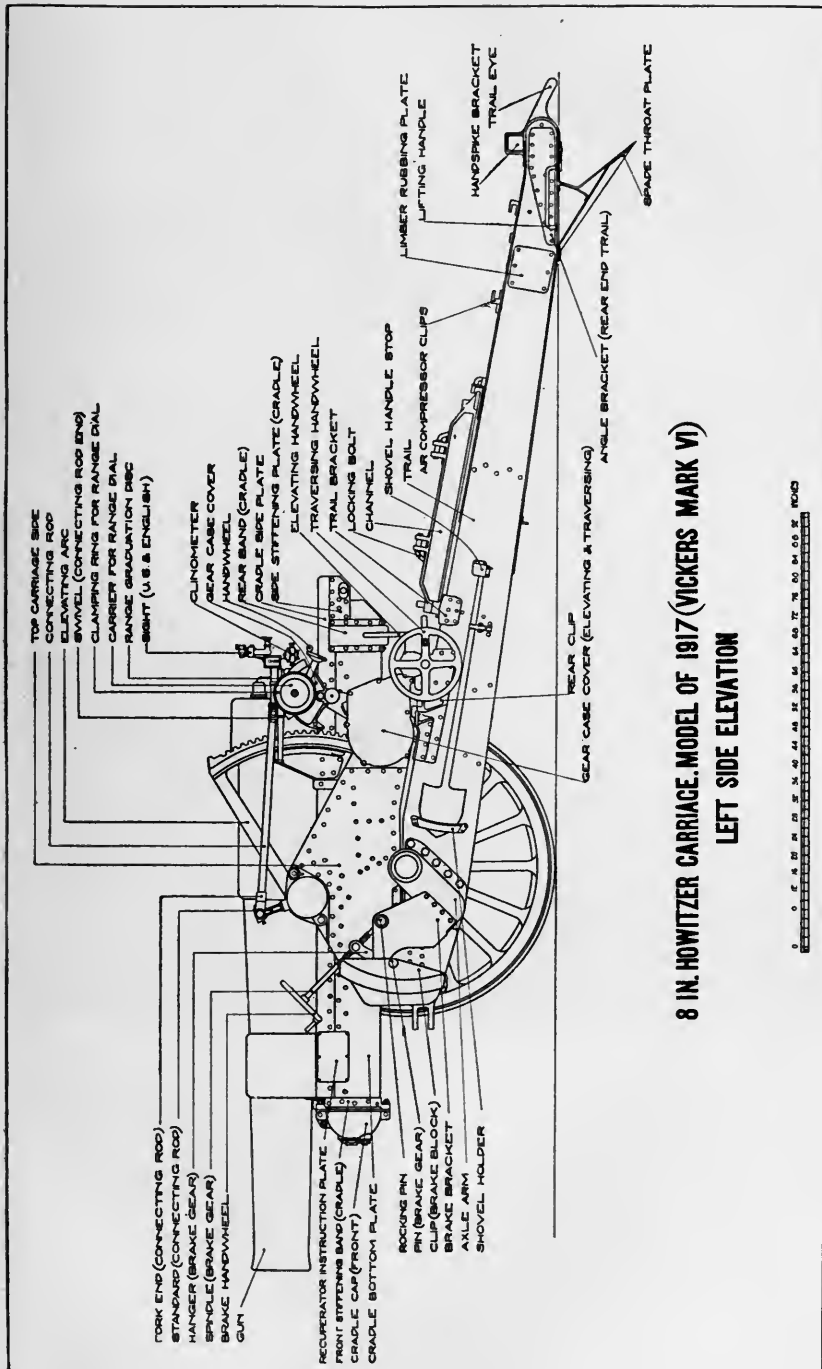 TOP CARRIAGE SIDE
CONNECTING ROD
ELEVATING ARC
SWIVEL (CONNECTING ROD END)
CLAMPING RING FOR RANGE DIAL
CARRIER FOR RANGE DIAL
RANGE GRADUATION DISC
SIGHT (U.S. & ENGLISH)
CLINOMETER
GEAR CASE COVER
HANDWHEEL
REAR BAND (CRADLE)
CRADLE SIDE PLATE
SIDE STIFFENING PLATE (CRADLE)
ELEVATING HANDWHEEL
TRAVERSING HANDWHEEL
TRAIL BRACKET
LOCKING BOLT
CHANNEL
SHOVEL HANDLE STOP
TRAIL
AIR COMPRESSOR CLIPS
LIMBER RUBBING PLATE
LIFTING HANDLE
HANDSPIKE BRACKET
TRAIL EYE
FORK END (CONNECTING ROD)
STANDARD (CONNECTING ROD)
HANGER (BRAKE GEAR)
SPINDLE (BRAKE GEAR)
BRAKE HANDWHEEL
GUN
RECUPERATOR INSTRUCTION PLATE
FRONT STIFFENING BAND (CRADLE)
CRADLE CAP (FRONT)
CRADLE BOTTOM PLATE
ROCKING PIN
PIN (BRAKE GEAR)
CLIP (BRAKE BLOCK)
BRAKE BRACKET
AXLE ARM
SHOVEL HOLDER
REAR CLIP
GEAR CASE COVER (ELEVATING & TRAVERSING)
ANGLE BRACKET (REAR END TRAIL)
SPADE THROAT PLATE
8 IN. HOWITZER CARRIAGE. MODEL OF 1917 (VICKERS MARK VI)
LEFT SIDE ELEVATION
INCHES